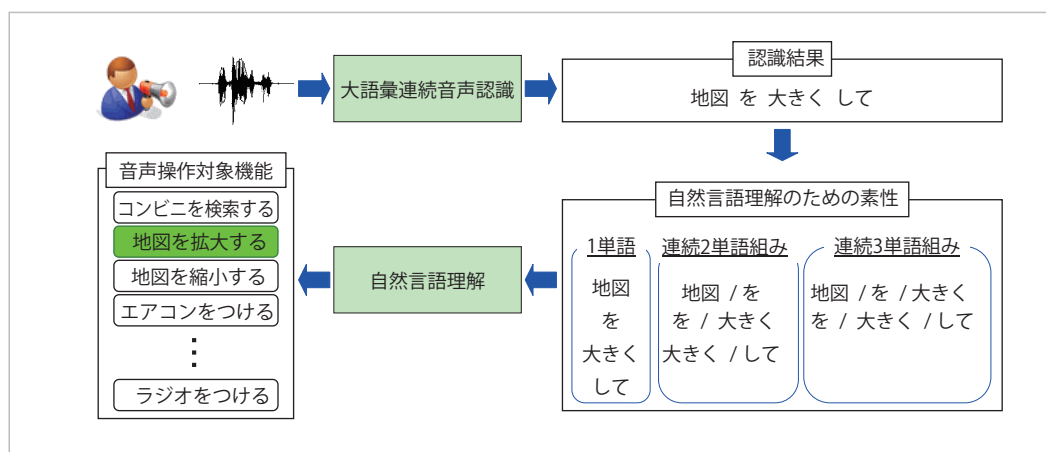 大語彙連続音声認識
認識結果
地図 を 大きく して
自然言語理解のための素性
1単語
地図
を
大きく
して
連続2単語組み
地図 / を
を / 大きく
大きく / して
連続3単語組み
地図 / を / 大きく
を / 大きく / して
自然言語理解
音声操作対象機能
コンビニを検索する
地図を拡大する
地図を縮小する
エアコンをつける
⋮
ラジオをつける